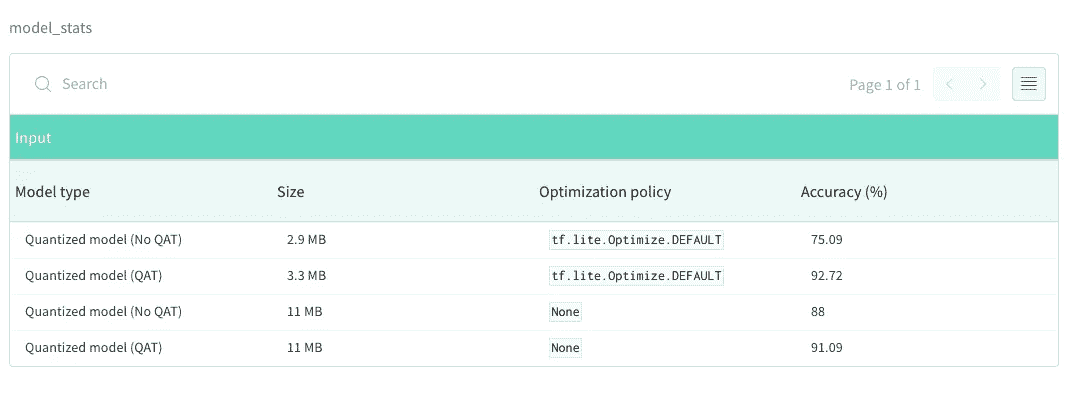 model_stats
Search
Page 1 of 1
Input
Model type Size Optimization policy Accuracy (%)
Quantized model (No QAT) 2.9 MB tf.lite.Optimize.DEFAULT 75.09
Quantized model (QAT) 3.3 MB tf.lite.Optimize.DEFAULT 92.72
Quantized model (No QAT) 11 MB None 88
Quantized model (QAT) 11 MB None 91.09